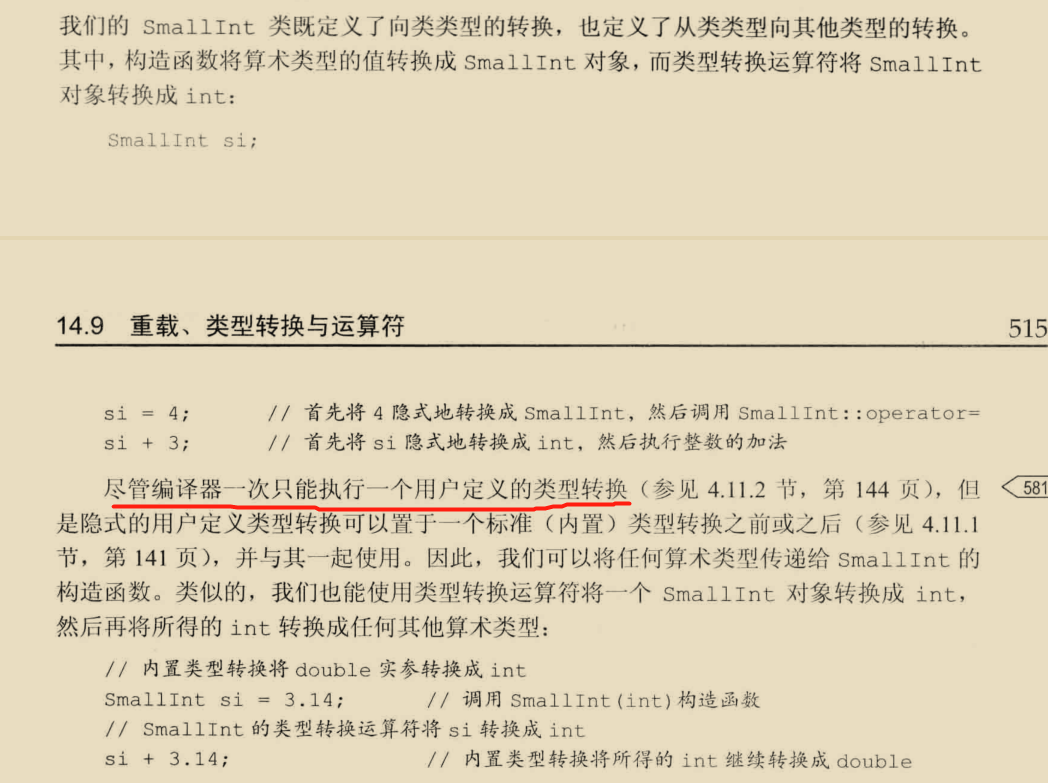 我们的 SmallInt 类既定义了向类类型的转换，也定义了从类类型向其他类型的转换。
其中，构造函数将算术类型的值转换成 SmallInt 对象，而类型转换运算符将 SmallInt
对象转换成 int：
SmallInt si;
14.9 重载、类型转换与运算符 515
si = 4; // 首先将 4 隐式地转换成 SmallInt，然后调用 SmallInt::operator=
si + 3; // 首先将 si 隐式地转换成 int，然后执行整数的加法
尽管编译器一次只能执行一个用户定义的类型转换（参见 4.11.2 节，第 144 页），但 581
是隐式的用户定义类型转换可以置于一个标准（内置）类型转换之前或之后（参见 4.11.1
节，第 141 页），并与其一起使用。因此，我们可以将任何算术类型传递给 SmallInt 的
构造函数。类似的，我们也能使用类型转换运算符将一个 SmallInt 对象转换成 int，
然后再将所得的 int 转换成任何其他算术类型：
// 内置类型转换将 double 实参转换成 int
SmallInt si = 3.14; // 调用 SmallInt(int)构造函数
// SmallInt 的类型转换运算符将 si 转换成 int
si + 3.14; // 内置类型转换将所得的 int 继续转换成 double